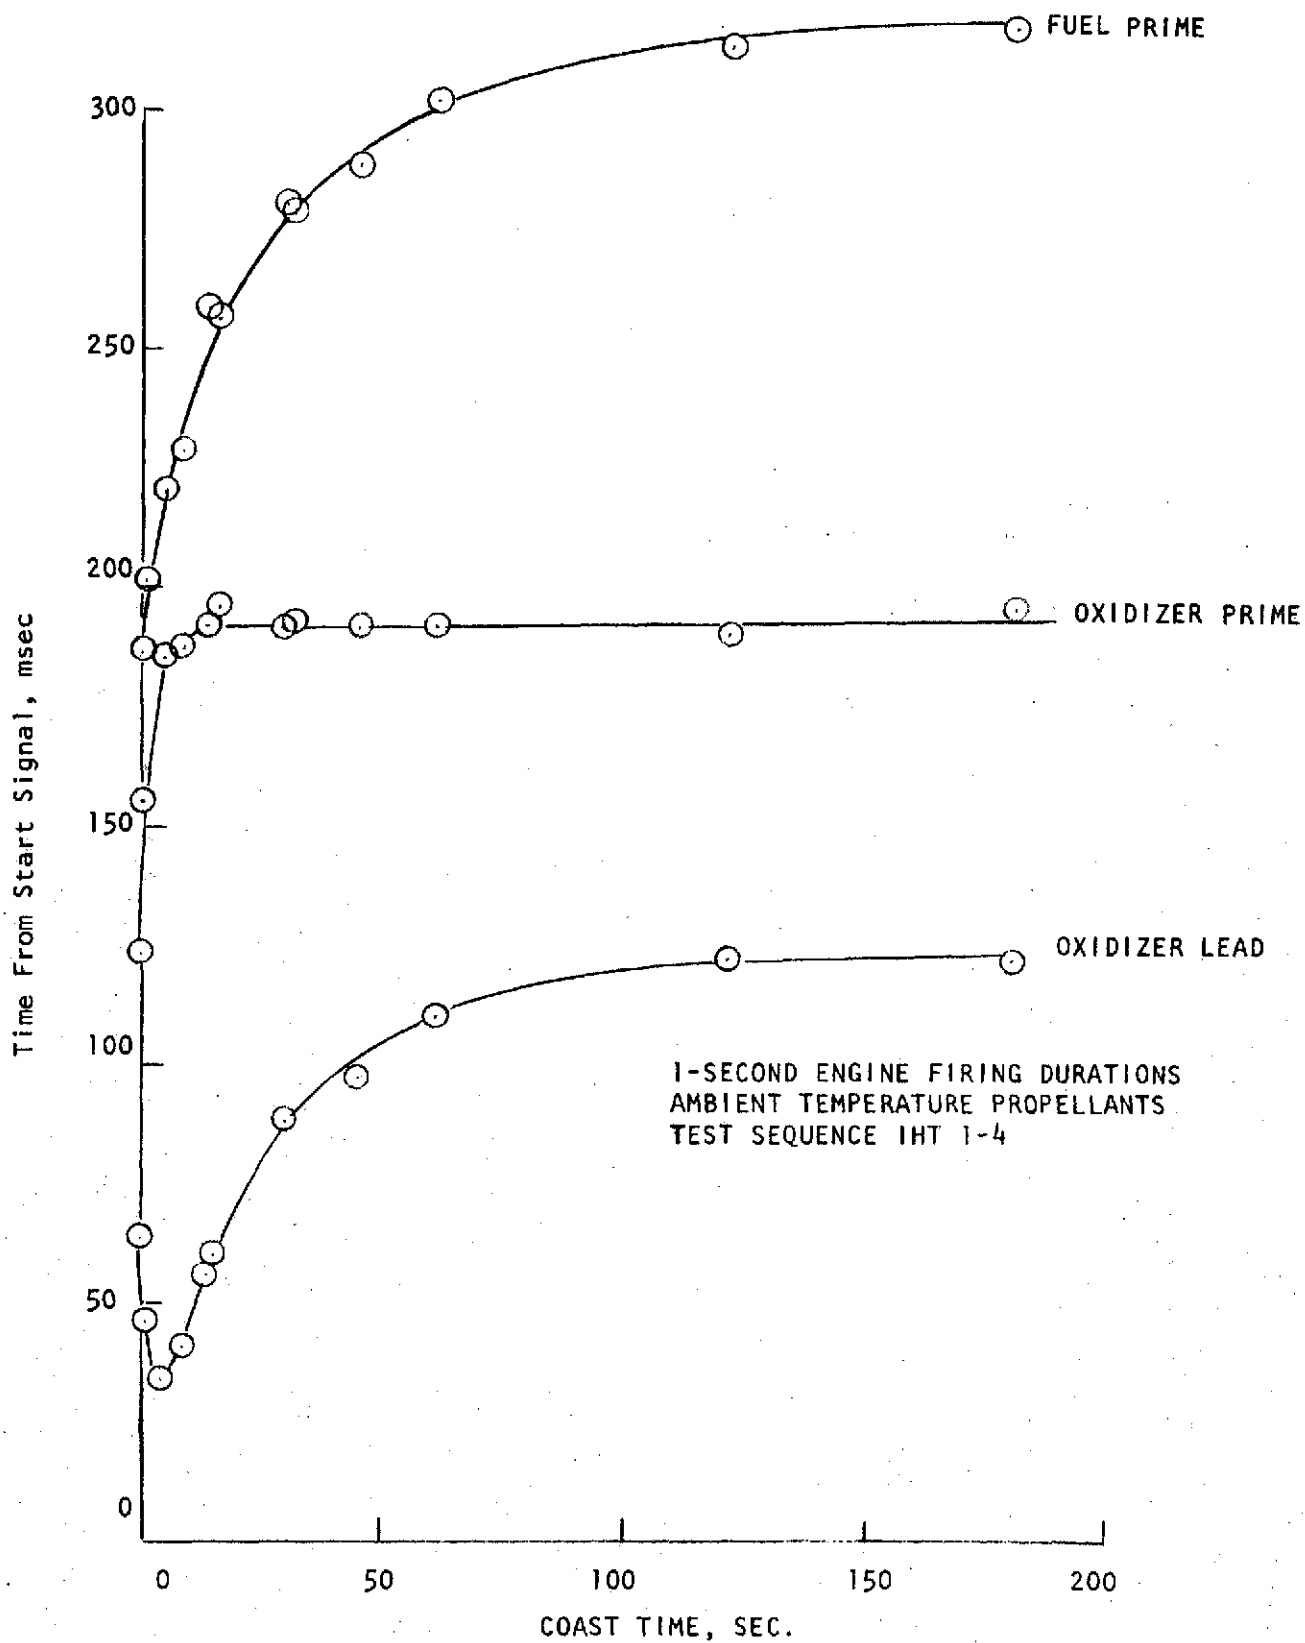 FUEL PRIME
300
250
200
OXIDIZER PRIME
Time From Start Signal, msec
150
OXIDIZER LEAD
100
1-SECOND ENGINE FIRING DURATIONS
AMBIENT TEMPERATURE PROPELLANTS
TEST SEQUENCE IHT 1-4
50
0
0 50 100 150 200
COAST TIME, SEC.